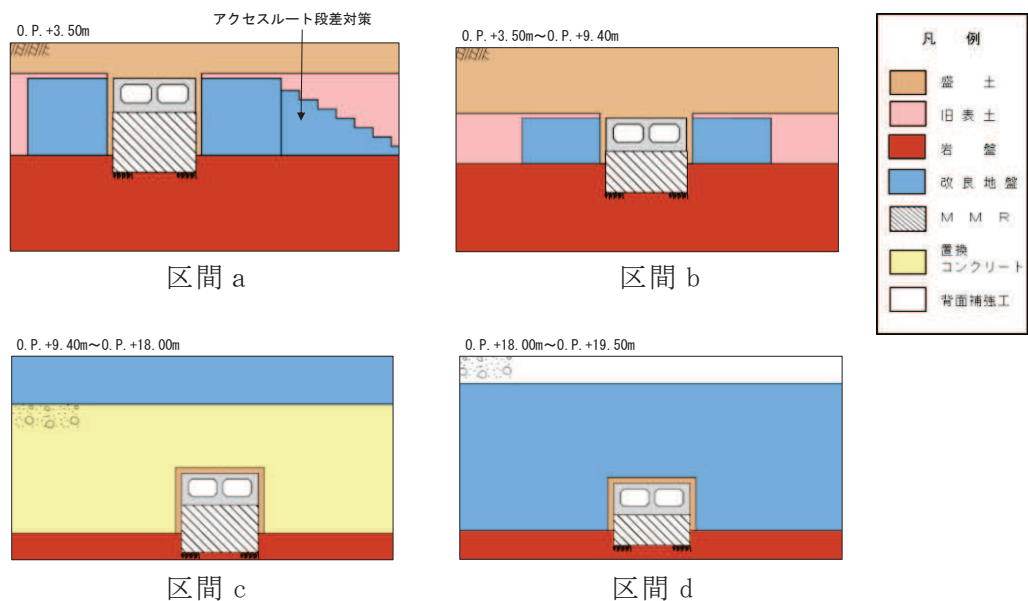 アクセスルート段差対策
O.P.+3.50m
O.P.+3.50m～O.P.+9.40m
区間 a
区間 b
O.P.+9.40m～O.P.+18.00m
O.P.+18.00m～O.P.+19.50m
区間 c
区間 d
凡 例
盛 土
旧表土
岩 盤
改良地盤
M M R
置換
コンクリート
背面補強工